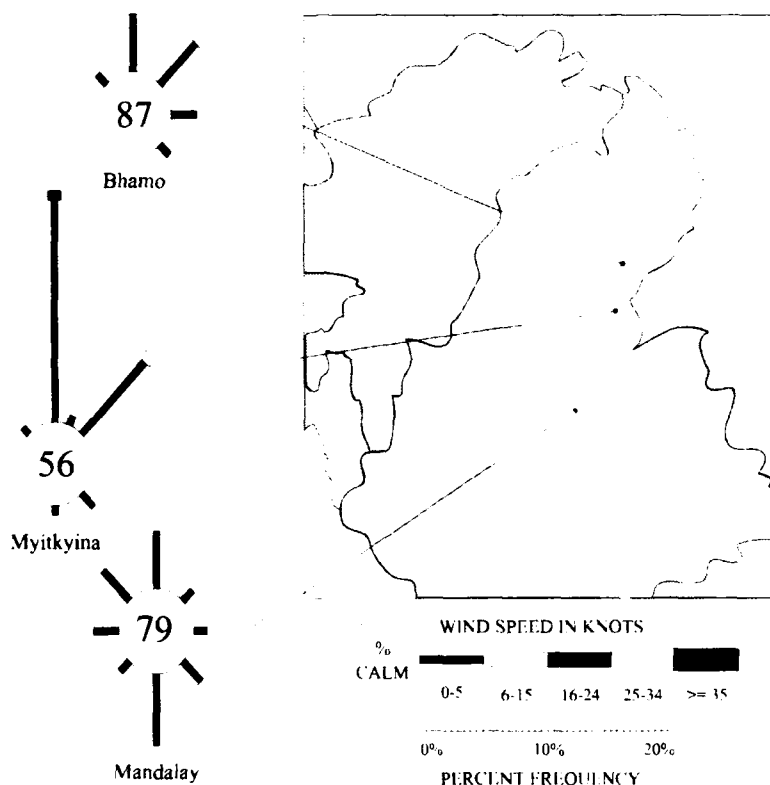 87
Bhamo
56
Myitkyina
79
Mandalay
WIND SPEED IN KNOTS
%
CALM
0-5 6-15 16-24 25-34 >= 35
0% 10% 20%
PERCENT FREQUENCY